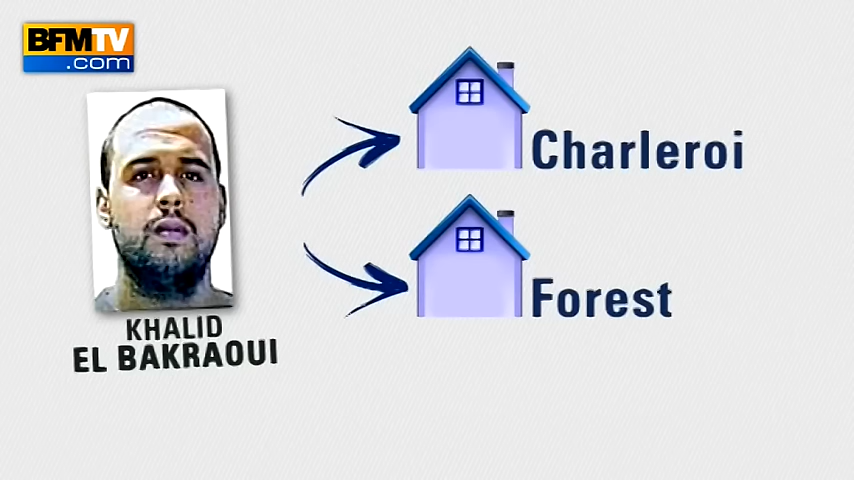 BFMTV
.com
KHALID
EL BAKRAOUI
Charleroi
Forest